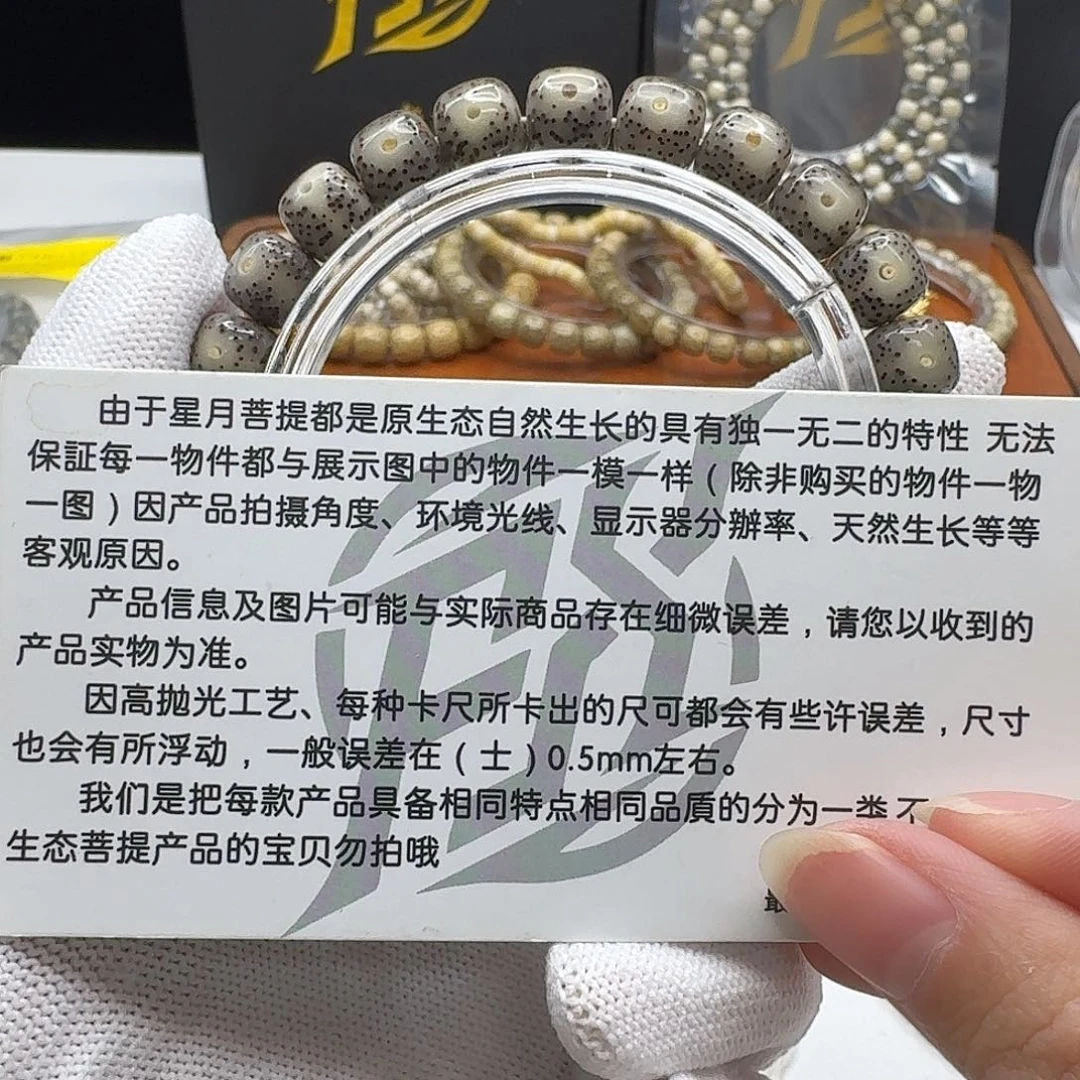 由于星月菩提都是原生态自然生长的具有独一无二的特性 无法
保証每一物件都与展示图中的物件一模一样（除非购买的物件一物
一图）因产品拍摄角度、环境光线、显示器分辦率、天然生长等等
客观原因。
产品信息及图片可能与实际商品存在细微误差，请您以收到的
产品实物为准。
因高抛光工艺、每种卡尺所卡出的尺可都会有些许误差，尺寸
也会有所浮动，一般误差在（士）0.5mm左右。
我们是把每款产品具备相同特点相同品質的分为一类不
生态菩提产品的宝贝勿拍哦
最